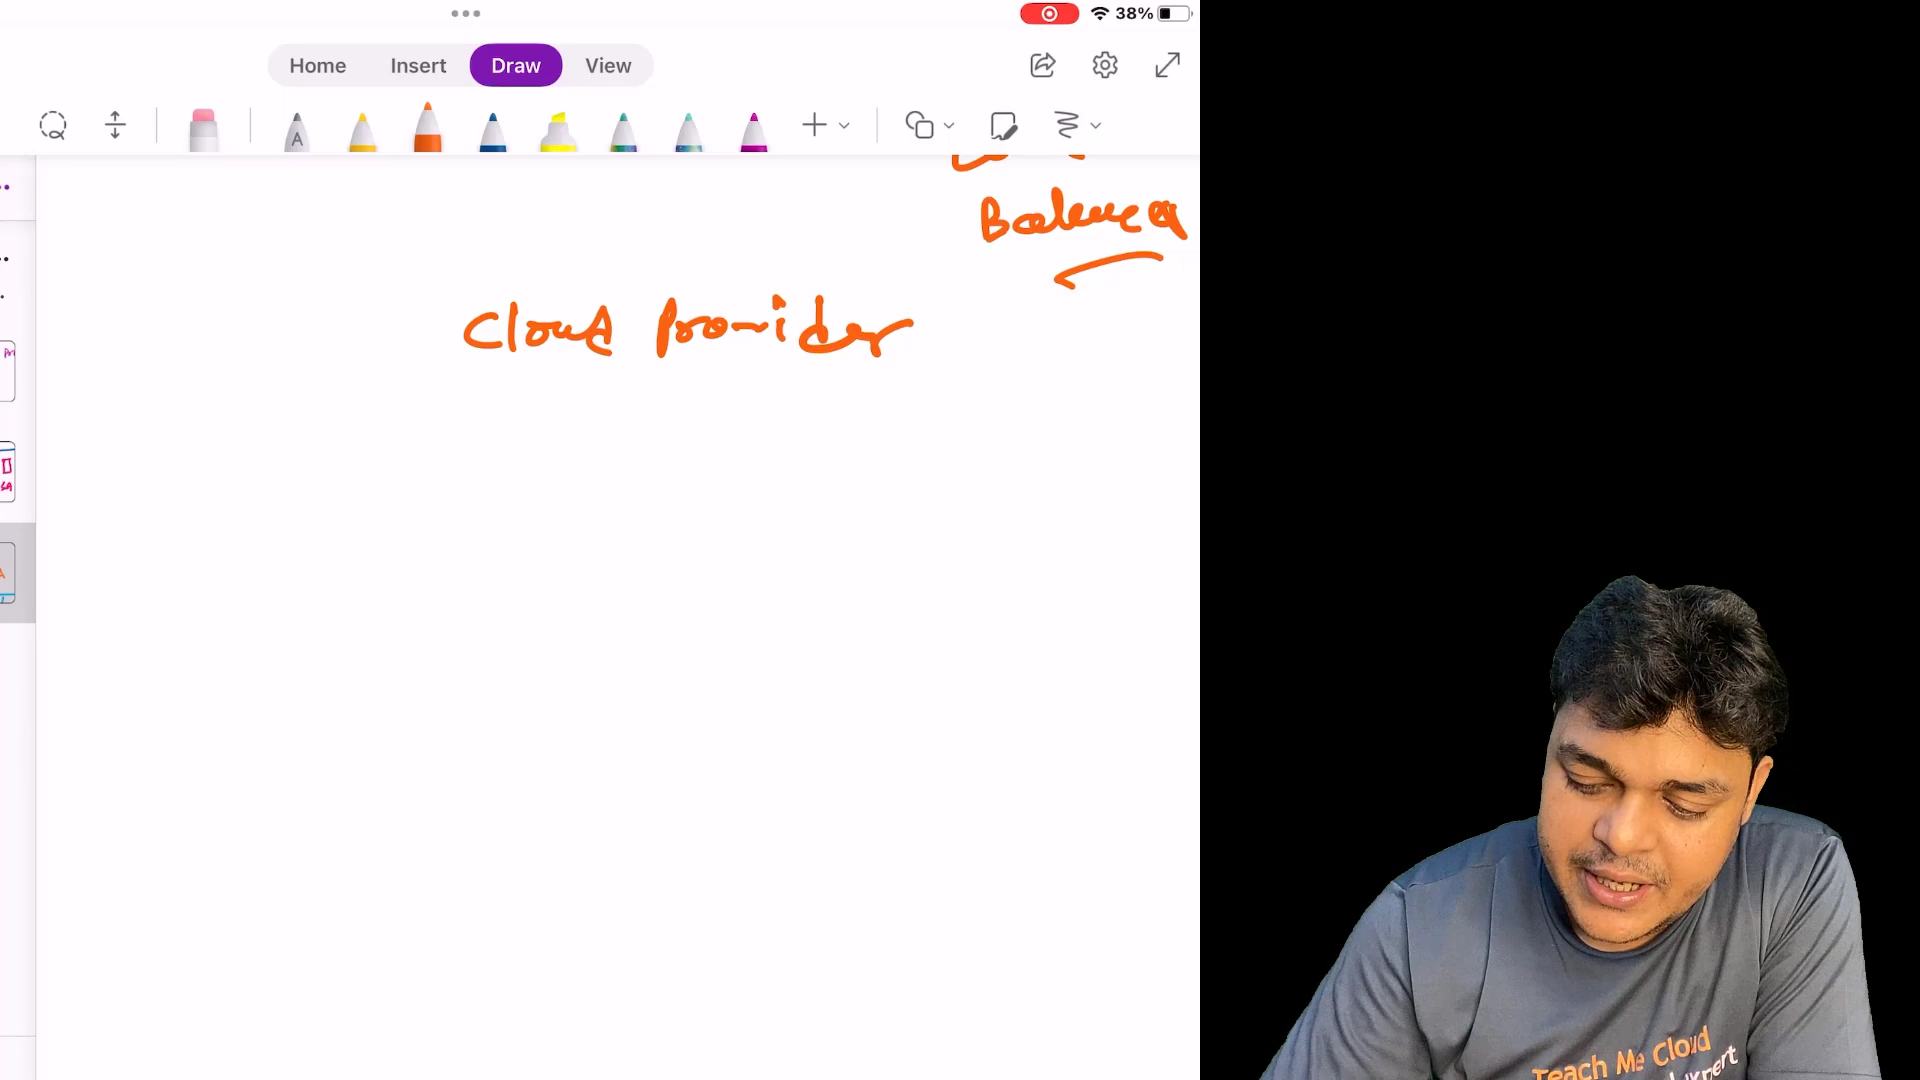 38%
Home Insert Draw View
A
Balancer
Cloud Provider
Teach Me Cloud